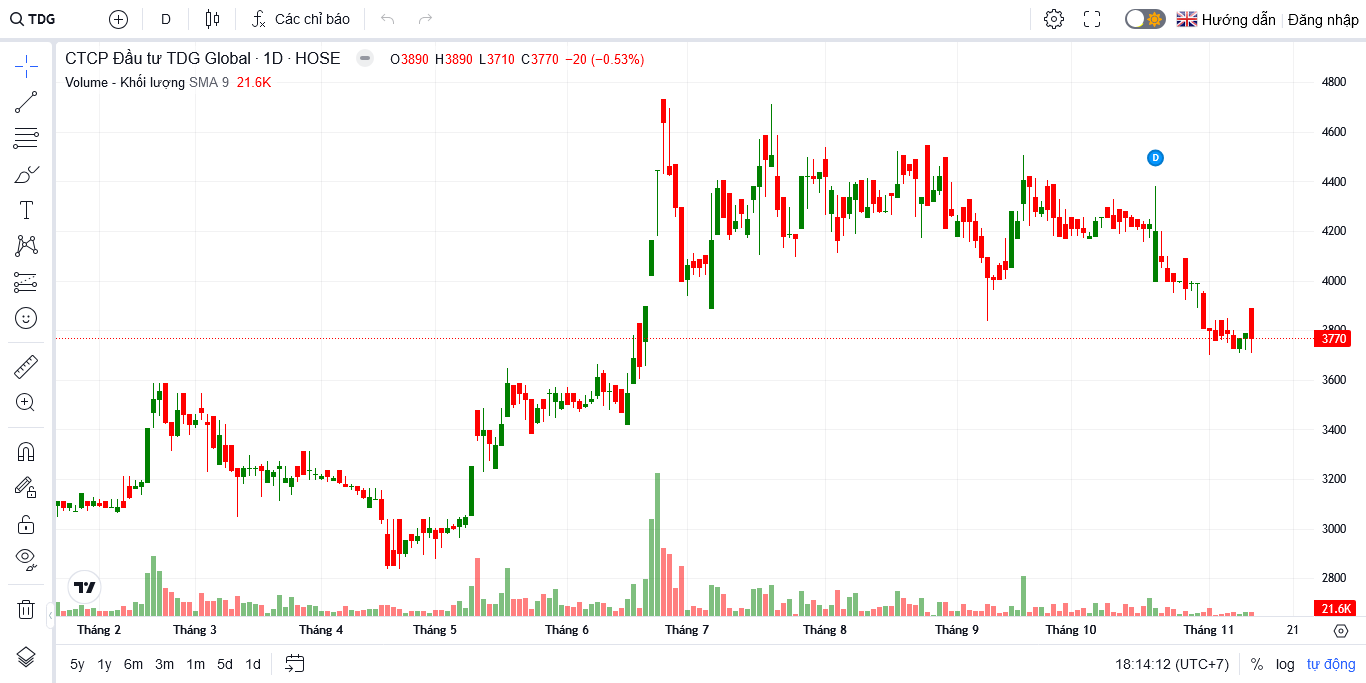 TDG D Các chỉ báo Hướng dẫn Đăng nhập
CTCP Đầu tư TDG Global · 1D · HOSE O3890 H3890 L3710 C3770 −20 (−0.53%)
Volume - Khối lượng SMA 9 21.6K
4800
4600
D
4400
4200
4000
3800
3770
3600
3400
3200
3000
2800
21.6K
Tháng 2 Tháng 3 Tháng 4 Tháng 5 Tháng 6 Tháng 7 Tháng 8 Tháng 9 Tháng 10 Tháng 11 21
5y 1y 6m 3m 1m 5d 1d 18:14:12 (UTC+7) % log tự động